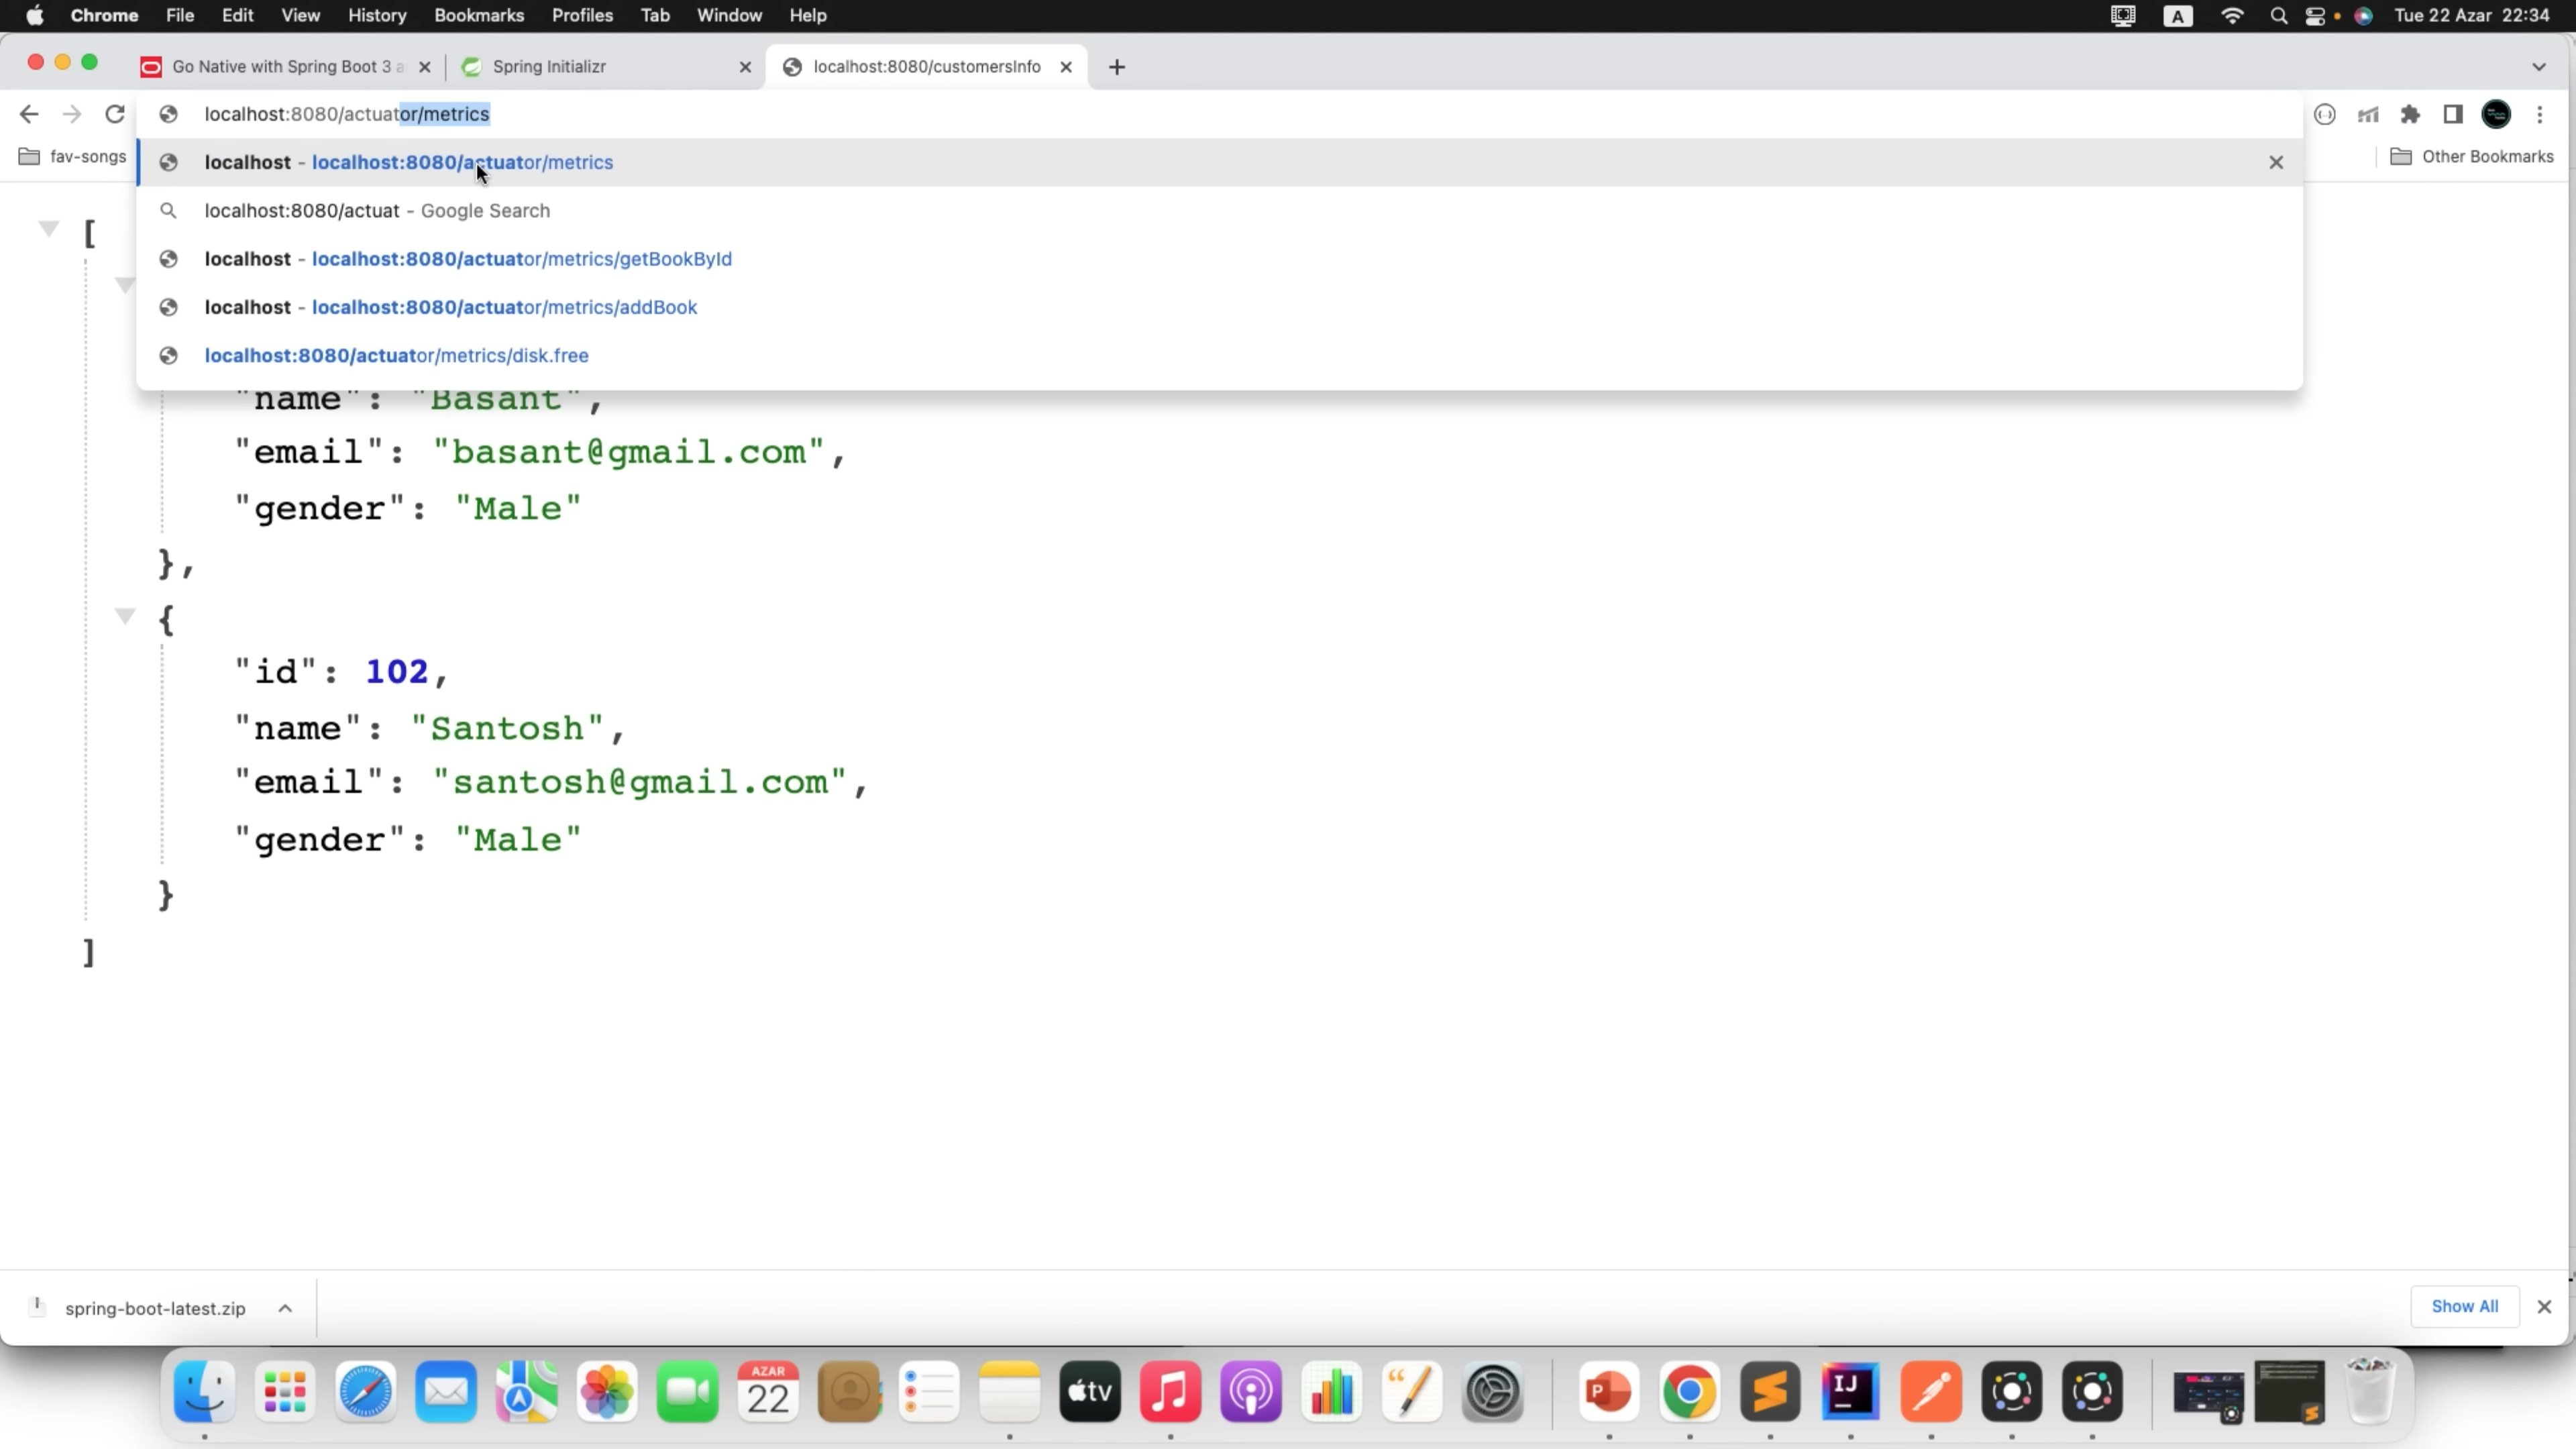 Chrome File Edit View History Bookmarks Profiles Tab Window Help A Tue 22 Azar 22:34
Go Native with Spring Boot 3 a Spring Initializr localhost:8080/customersInfo
localhost:8080/actuator/metrics
fav-songs Other Bookmarks
localhost - localhost:8080/actuator/metrics
localhost:8080/actuat - Google Search
localhost - localhost:8080/actuator/metrics/getBookById
localhost - localhost:8080/actuator/metrics/addBook
localhost:8080/actuator/metrics/disk.free
[
"name": "Basant",
"email": "basant@gmail.com",
"gender": "Male"
},
{
"id": 102,
"name": "Santosh",
"email": "santosh@gmail.com",
"gender": "Male"
}
]
spring-boot-latest.zip Show All
AZAR
22
tv
P
IJ